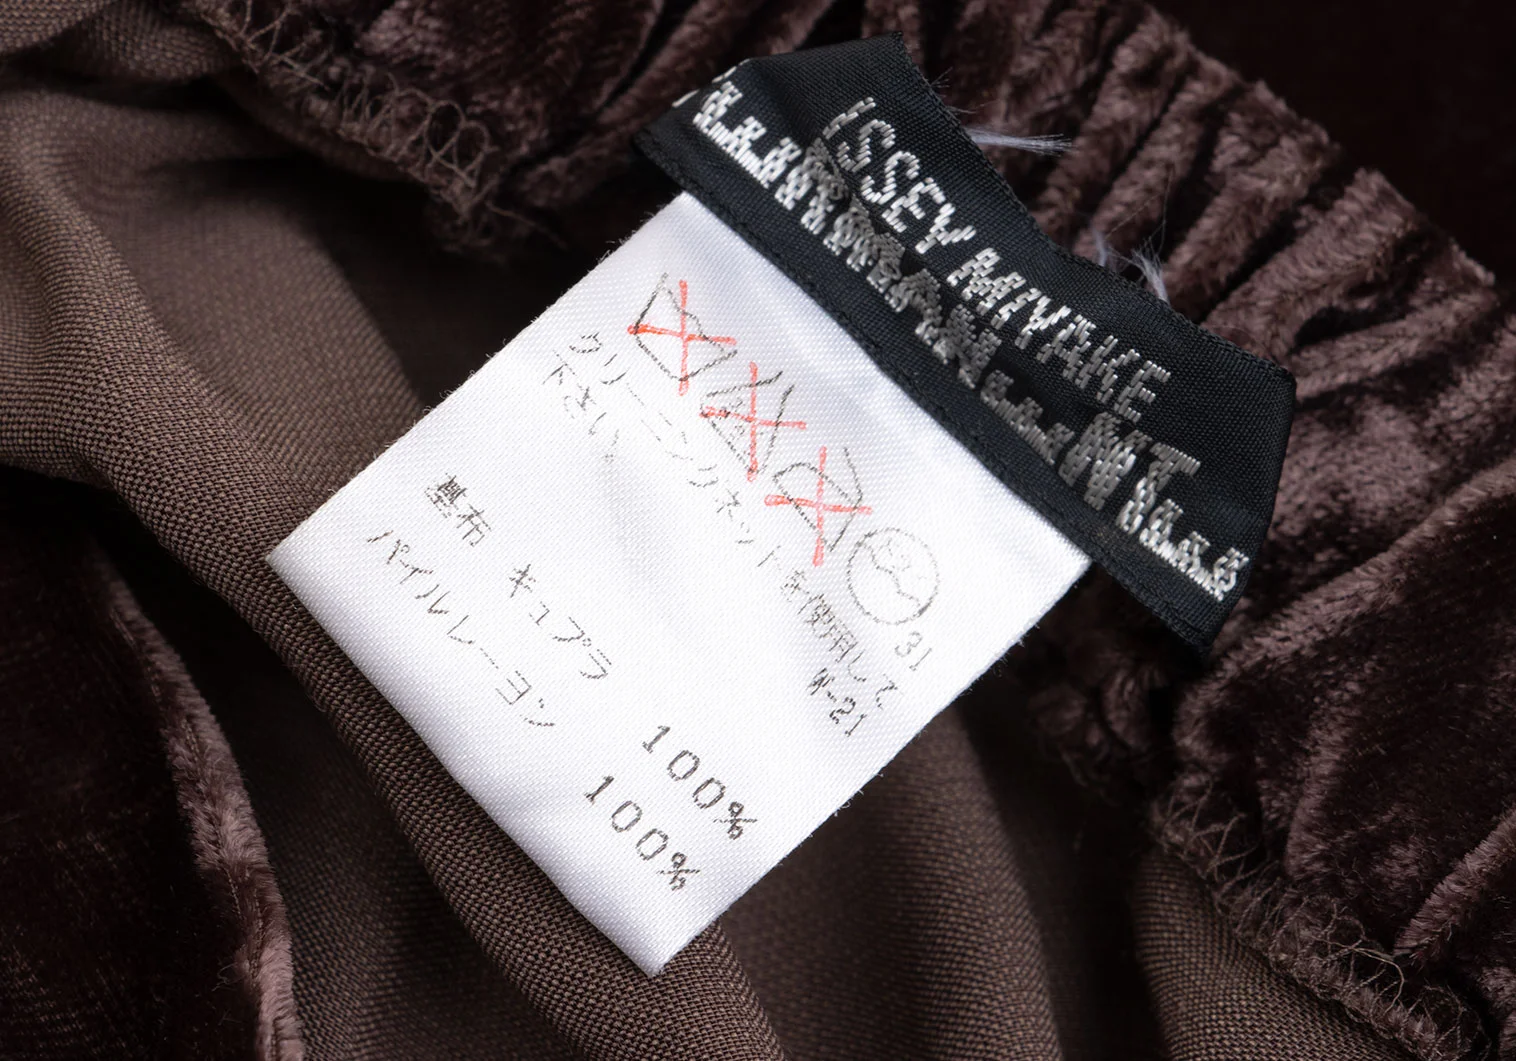 ISSEY MIYAKE
クリーニングネットを使用して
下さい
31
W-21
基布 キュプラ 100%
パイルレーヨン 100%